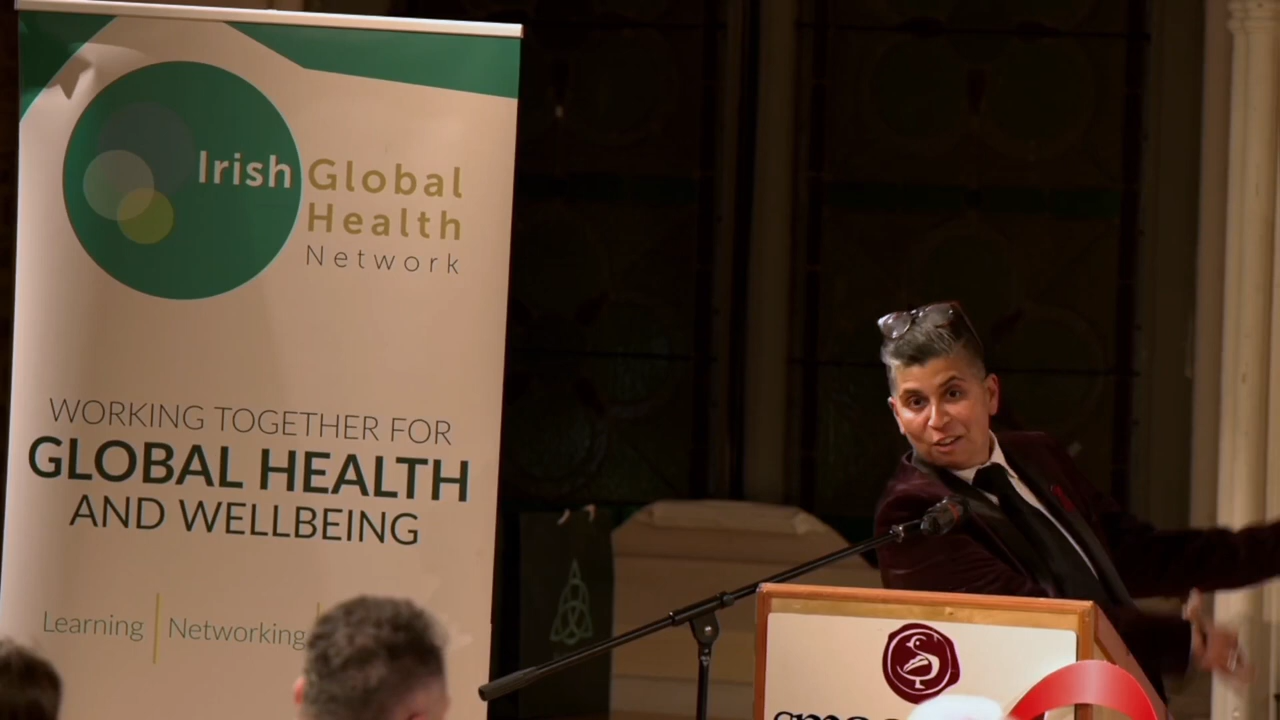 Irish Global
Health
Network
WORKING TOGETHER FOR
GLOBAL HEALTH
AND WELLBEING
Learning | Networking